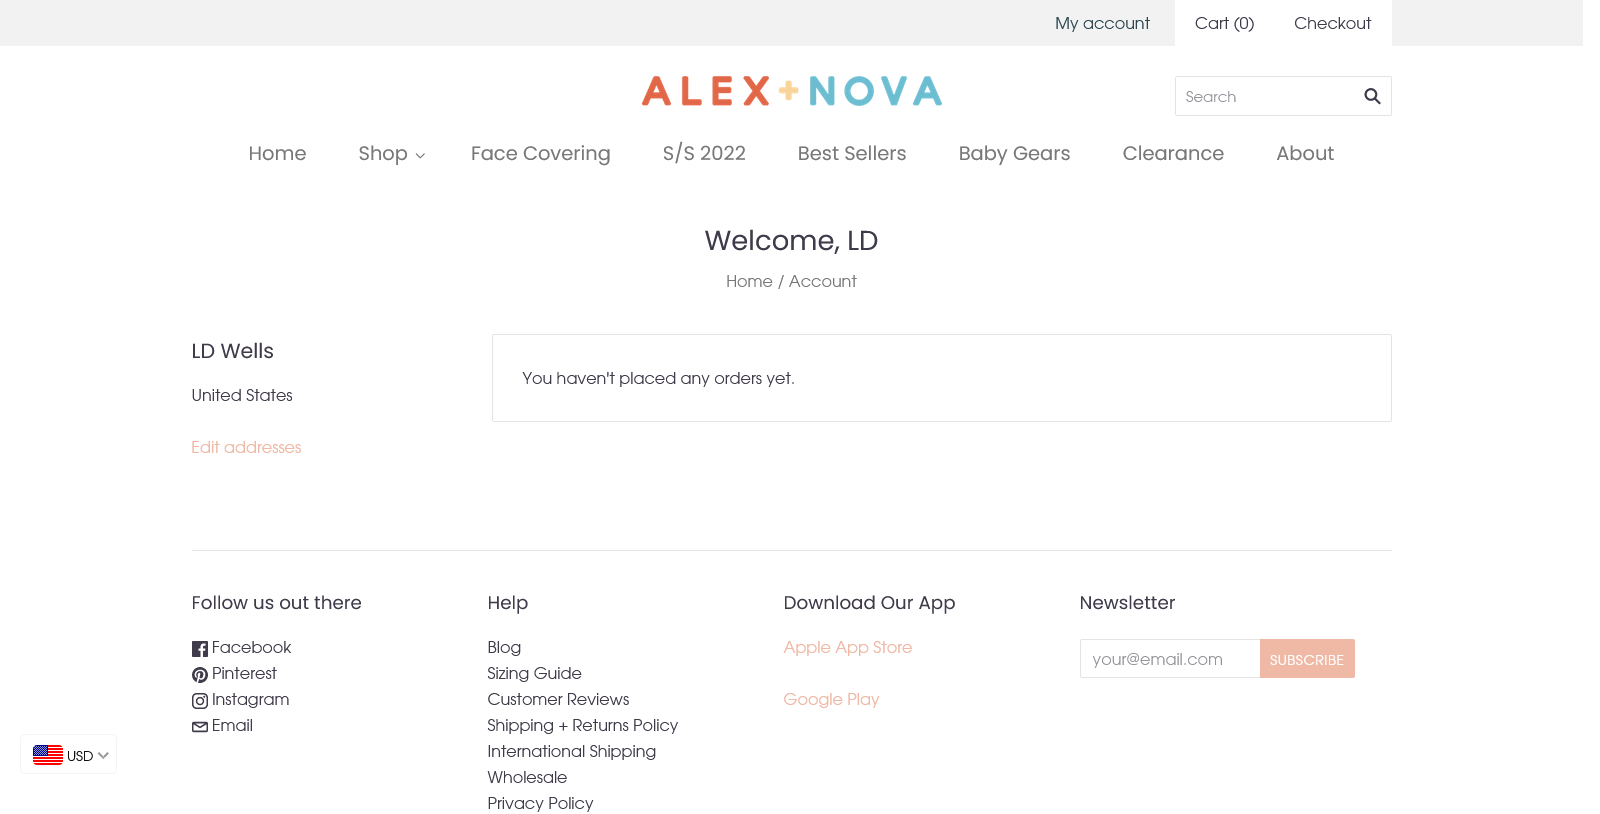 My account Cart (0) Checkout
ALEX+NOVA
Search
Home Shop Face Covering S/S 2022 Best Sellers Baby Gears Clearance About
Welcome, LD
Home / Account
LD Wells
United States
Edit addresses
You haven't placed any orders yet.
Follow us out there
Facebook
Pinterest
Instagram
Email
Help
Blog
Sizing Guide
Customer Reviews
Shipping + Returns Policy
International Shipping
Wholesale
Privacy Policy
Download Our App
Apple App Store
Google Play
Newsletter
your@email.com SUBSCRIBE
USD